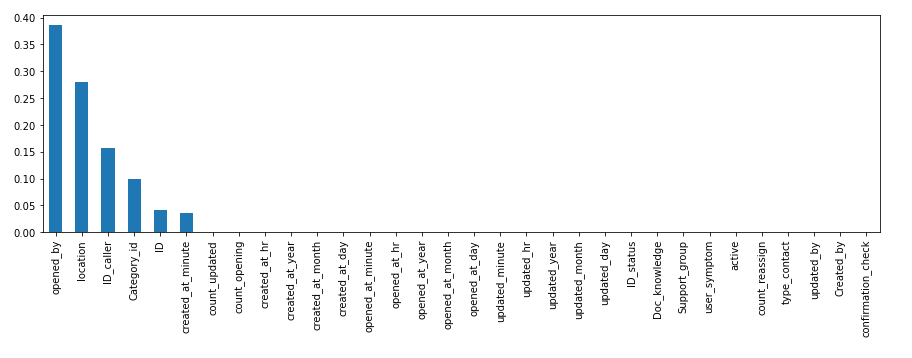 0.40
0.35
0.30
0.25
0.20
0.15
0.10
0.05
0.00
opened_by
location
ID_caller
Category_id
ID
created_at_minute
count_updated
count_opening
created_at_hr
created_at_year
created_at_month
created_at_day
opened_at_minute
opened_at_hr
opened_at_year
opened_at_month
opened_at_day
updated_minute
updated_hr
updated_year
updated_month
updated_day
ID_status
Doc_knowledge
Support_group
user_symptom
active
count_reassign
type_contact
updated_by
Created_by
confirmation_check